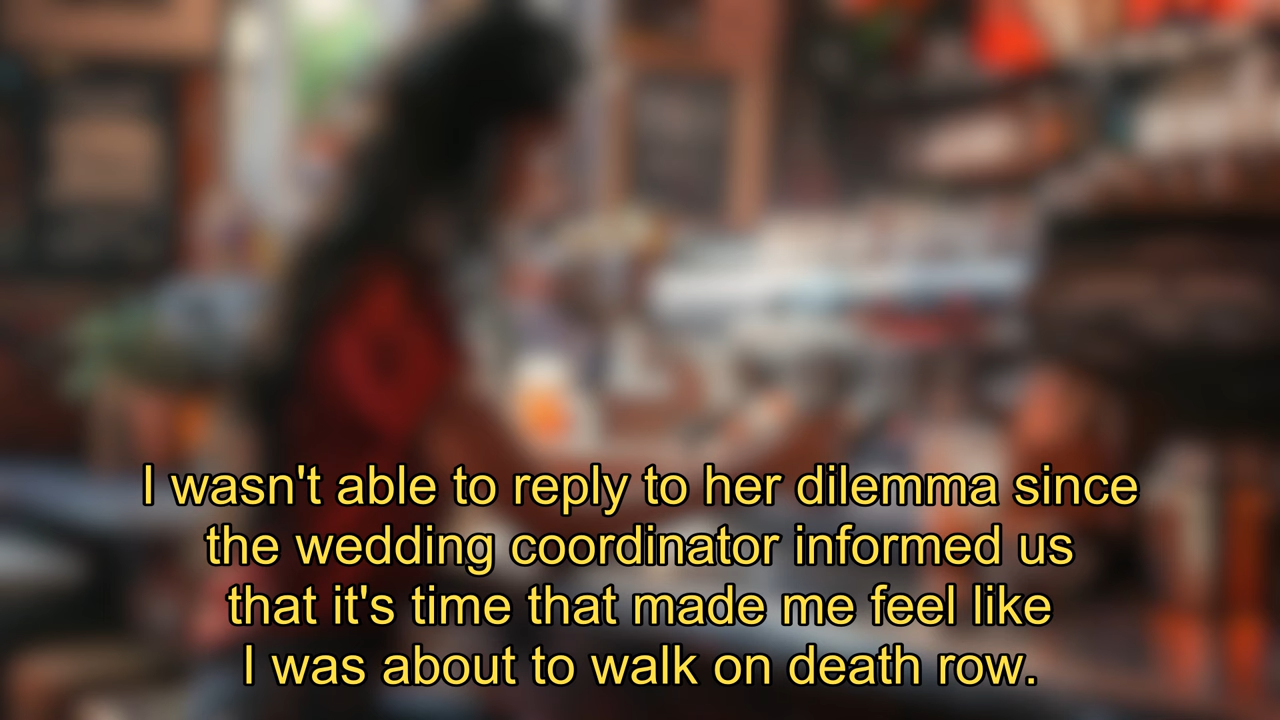 I wasn't able to reply to her dilemma since
the wedding coordinator informed us
that it's time that made me feel like
I was about to walk on death row.